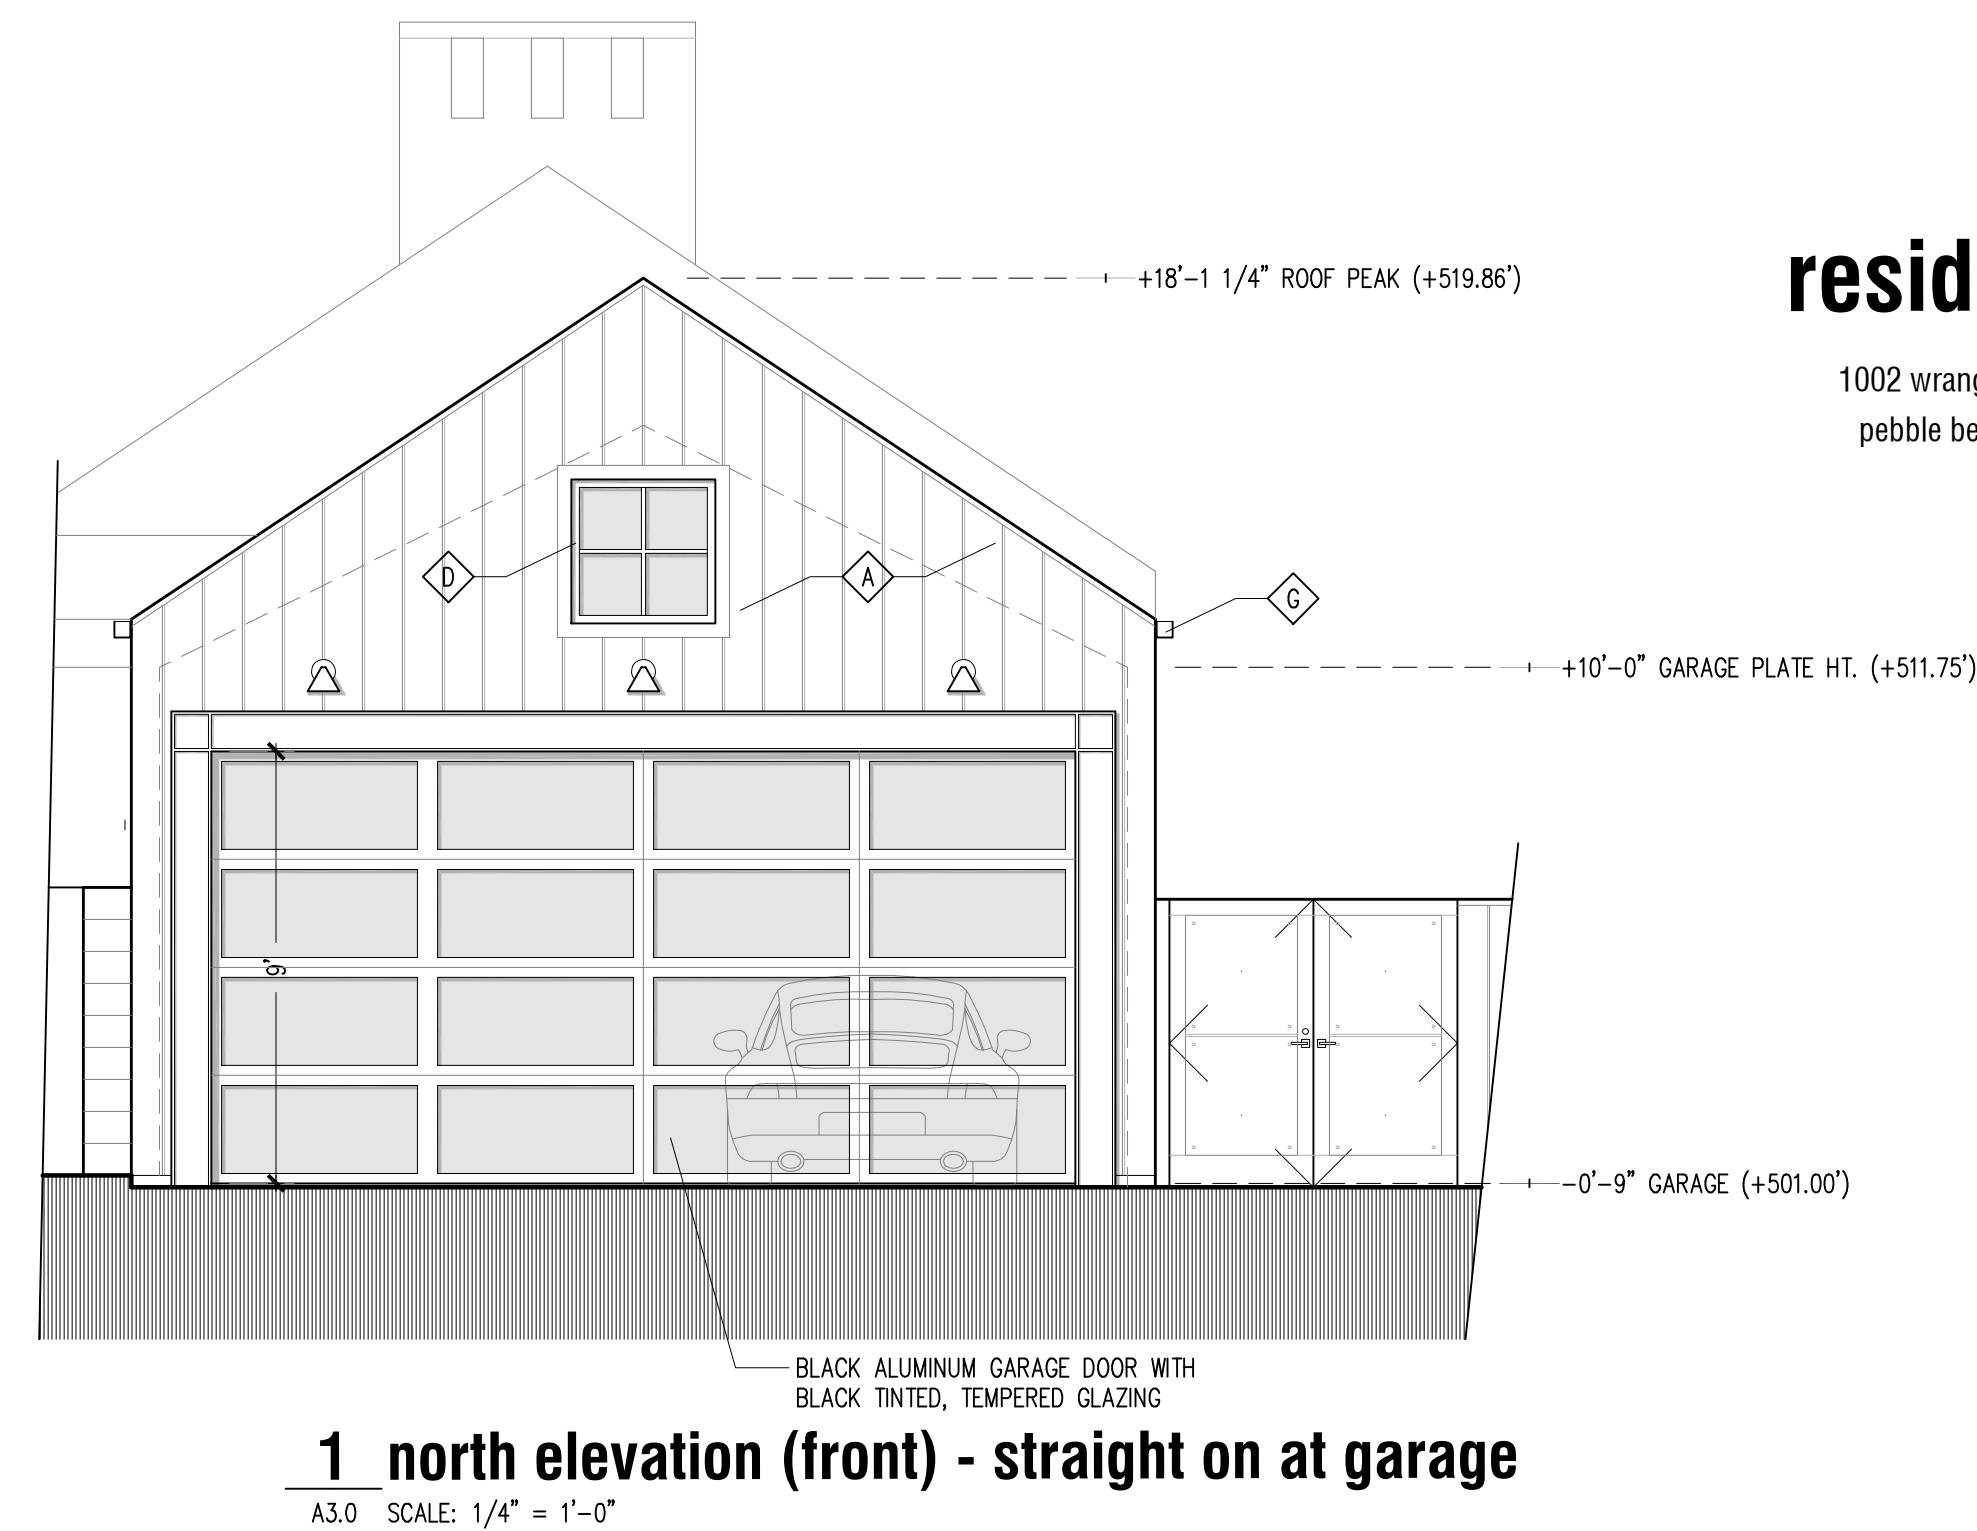 +18'-1 1/4" ROOF PEAK (+519.86')
resid
1002 wrang
pebble be
D
A
G
+10'-0" GARAGE PLATE HT. (+511.75')
9'
-0'-9" GARAGE (+501.00')
BLACK ALUMINUM GARAGE DOOR WITH
BLACK TINTED, TEMPERED GLAZING
1 north elevation (front) - straight on at garage
A3.0 SCALE: 1/4" = 1'-0"